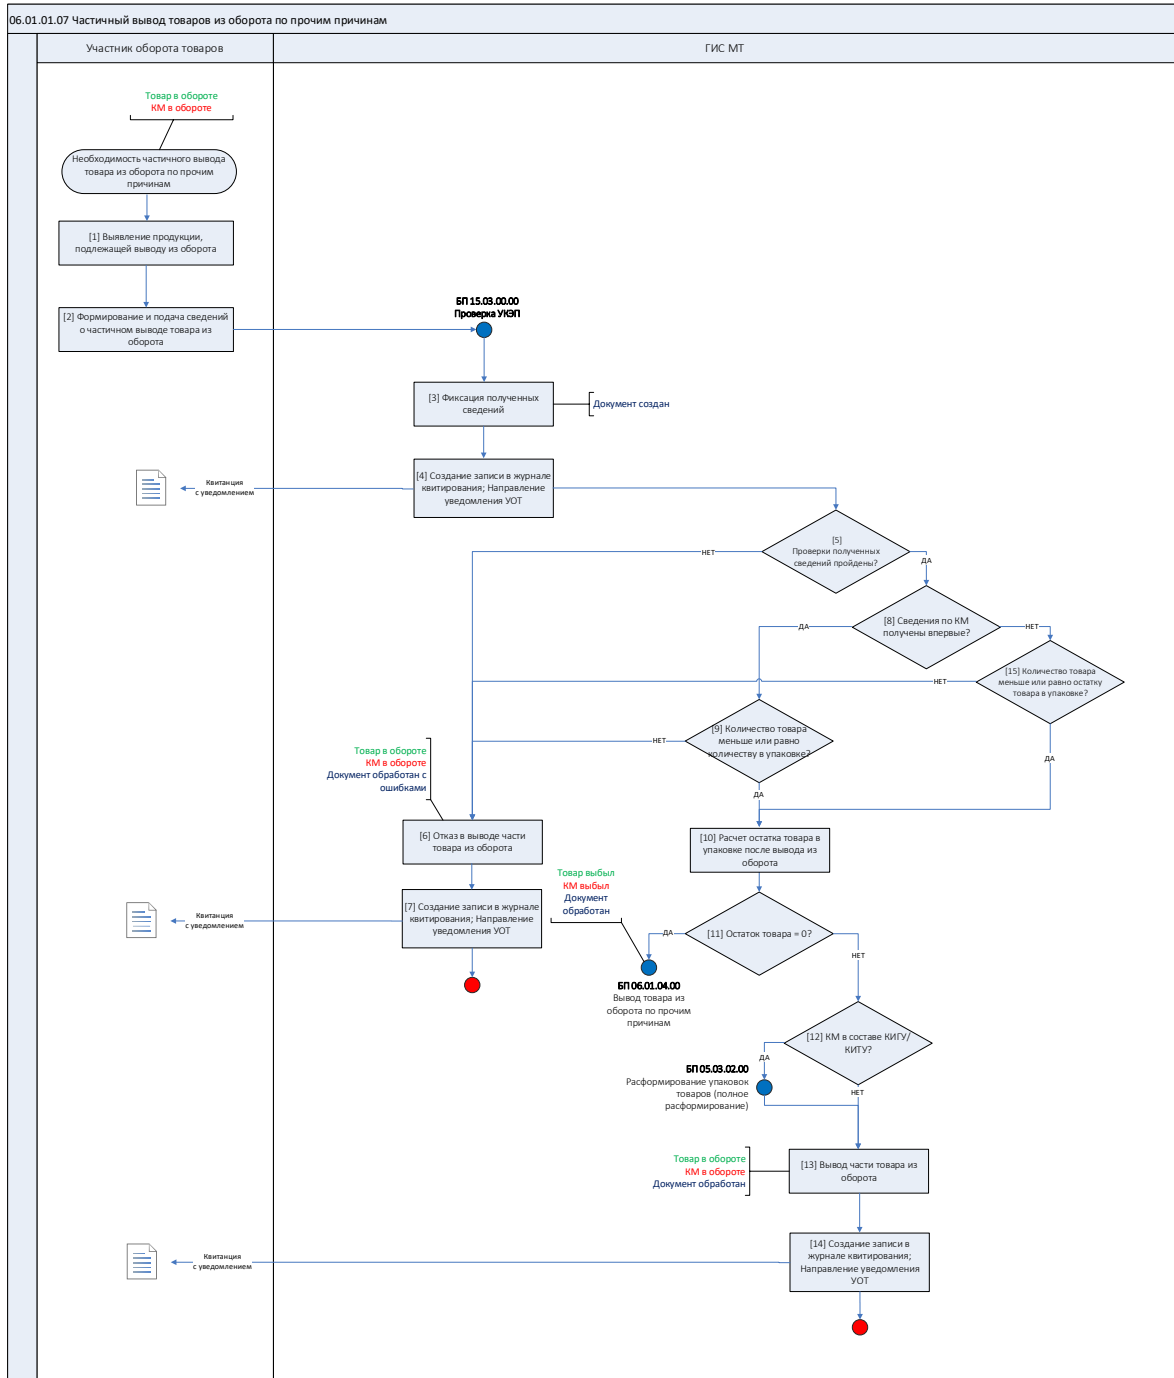 06.01.01.07 Частичный вывод товаров из оборота по прочим причинам
Участник оборота товаров
ГИС МТ
Товар в обороте
КМ в обороте
Необходимость частичного вывода
товара из оборота по прочим
причинам
[1] Выявление продукции,
подлежащей выводу из оборота
[2] Формирование и подача сведений
о частичном выводе товара из
оборота
БП 15.03.00.00
Проверка УКЭП
[3] Фиксация полученных
сведений
Документ создан
[4] Создание записи в журнале
квитирования; Направление
уведомления УОТ
Квитанция
с уведомлением
[5]
Проверки полученных
сведений пройдены?
НЕТ
ДА
[8] Сведения по КМ
получены впервые?
ДА
НЕТ
[15] Количество товара
меньше или равно остатку
товара в упаковке?
НЕТ
ДА
[9] Количество товара
меньше или равно
количеству в упаковке?
НЕТ
ДА
Товар в обороте
КМ в обороте
Документ обработан с
ошибками
[6] Отказ в выводе части
товара из оборота
[10] Расчет остатка товара в
упаковке после вывода из
оборота
[7] Создание записи в журнале
квитирования; Направление
уведомления УОТ
Квитанция
с уведомлением
Товар выбыл
КМ выбыл
Документ
обработан
[11] Остаток товара = 0?
ДА
НЕТ
БП 06.01.04.00
Вывод товара из
оборота по прочим
причинам
[12] КМ в составе КИГУ/
КИТУ?
ДА
НЕТ
БП 05.03.02.00
Расформирование упаковок
товаров (полное
расформирование)
Товар в обороте
КМ в обороте
Документ обработан
[13] Вывод части товара из
оборота
[14] Создание записи в
журнале квитирования;
Направление уведомления
УОТ
Квитанция
с уведомлением